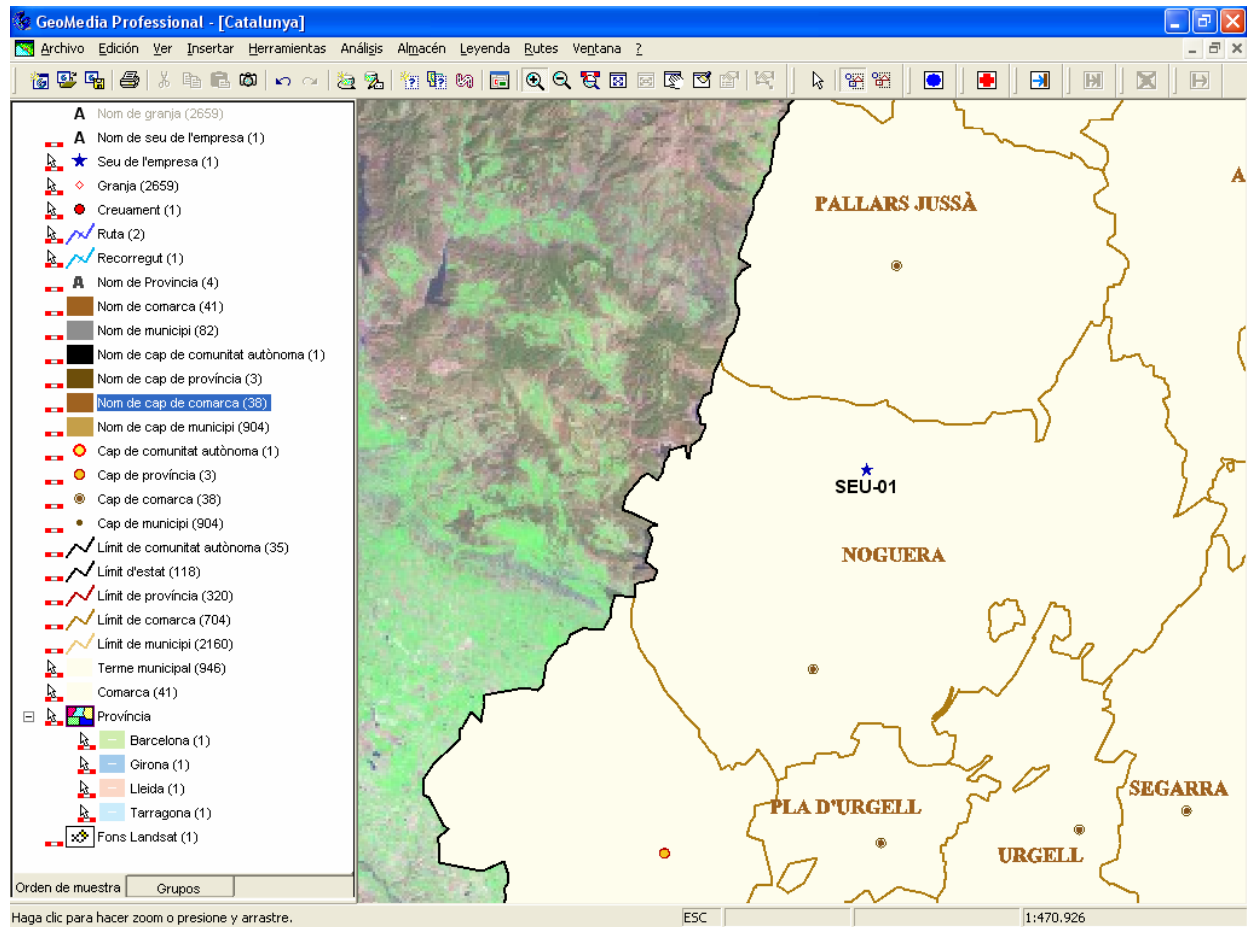 GeoMedia Professional - [Catalunya]
Archivo Edición Ver Insertar Herramientas Análisis Almacén Leyenda Rutes Ventana ?
A Nom de granja (2659)
A Nom de seu de l'empresa (1)
Seu de l'empresa (1)
Granja (2659)
Creuament (1)
Ruta (2)
Recorregut (1)
A Nom de Provincia (4)
Nom de comarca (41)
Nom de municipi (82)
Nom de cap de comunitat autònoma (1)
Nom de cap de província (3)
Nom de cap de comarca (38)
Nom de cap de municipi (904)
Cap de comunitat autònoma (1)
Cap de província (3)
Cap de comarca (38)
Cap de municipi (904)
Límit de comunitat autònoma (35)
Límit d'estat (118)
Límit de província (320)
Límit de comarca (704)
Límit de municipi (2160)
Terme municipal (946)
Comarca (41)
Província
Barcelona (1)
Girona (1)
Lleida (1)
Tarragona (1)
Fons Landsat (1)
Orden de muestra Grupos
PALLARS JUSSÀ
A
SEU-01
NOGUERA
SEGARRA
PLA D'URGELL
URGELL
Haga clic para hacer zoom o presione y arrastre. ESC 1:470.926